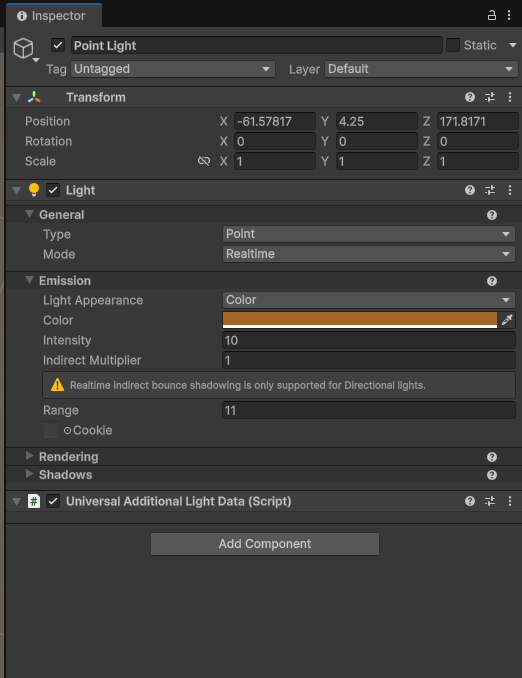 Inspector
Point Light Static
Tag Untagged Layer Default
Transform
Position X -61.57817 Y 4.25 Z 171.8171
Rotation X 0 Y 0 Z 0
Scale X 1 Y 1 Z 1
Light
General
Type Point
Mode Realtime
Emission
Light Appearance Color
Color
Intensity 10
Indirect Multiplier 1
Realtime indirect bounce shadowing is only supported for Directional lights.
Range 11
Cookie
Rendering
Shadows
# Universal Additional Light Data (Script)
Add Component